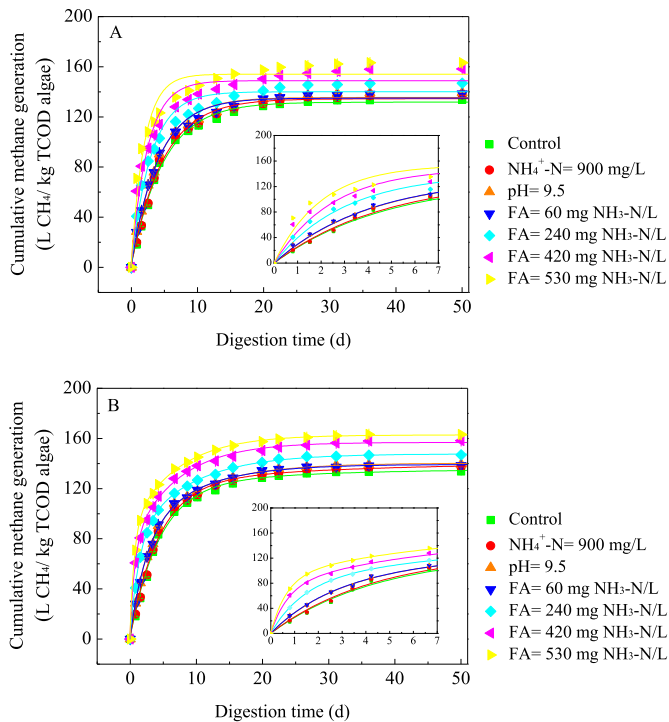 A
Cumulative methane generation
(L CH4/ kg TCOD algae)
200
160
120
80
40
0
0 10 20 30 40 50
Digestion time (d)
200
160
120
80
40
0
0 1 2 3 4 5 6 7
Control
NH4+-N= 900 mg/L
pH= 9.5
FA= 60 mg NH3-N/L
FA= 240 mg NH3-N/L
FA= 420 mg NH3-N/L
FA= 530 mg NH3-N/L
B
Cumulative methane generation
(L CH4/ kg TCOD algae)
200
160
120
80
40
0
0 10 20 30 40 50
Digestion time (d)
200
160
120
80
40
0
0 1 2 3 4 5 6 7
Control
NH4+-N= 900 mg/L
pH= 9.5
FA= 60 mg NH3-N/L
FA= 240 mg NH3-N/L
FA= 420 mg NH3-N/L
FA= 530 mg NH3-N/L